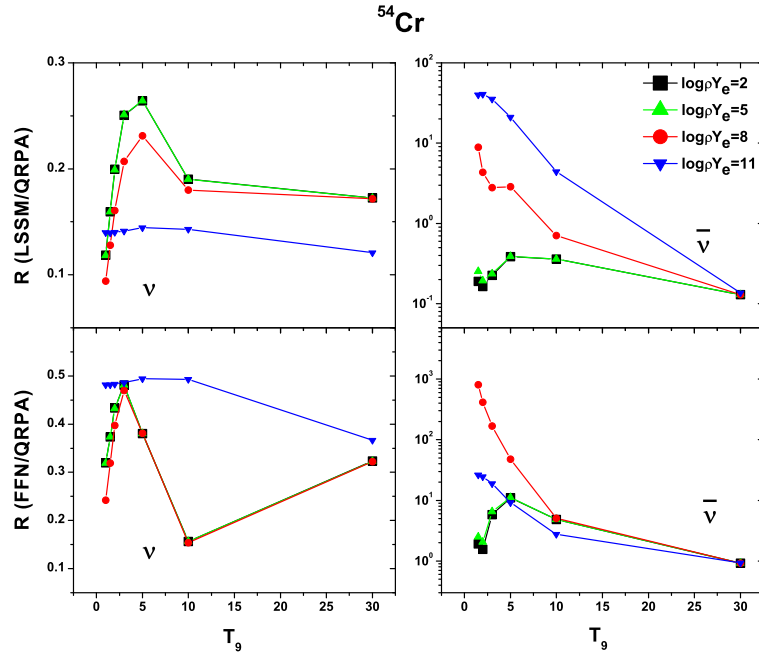 ⁵⁴Cr
R (LSSM/QRPA)
0.3
0.2
0.1
ν
10²
10¹
10⁰
10⁻¹
logρYₑ=2
logρYₑ=5
logρYₑ=8
logρYₑ=11
ν̅
R (FFN/QRPA)
0.5
0.4
0.3
0.2
0.1
ν
0 5 10 15 20 25 30
T₉
10³
10²
10¹
10⁰
ν̅
0 5 10 15 20 25 30
T₉